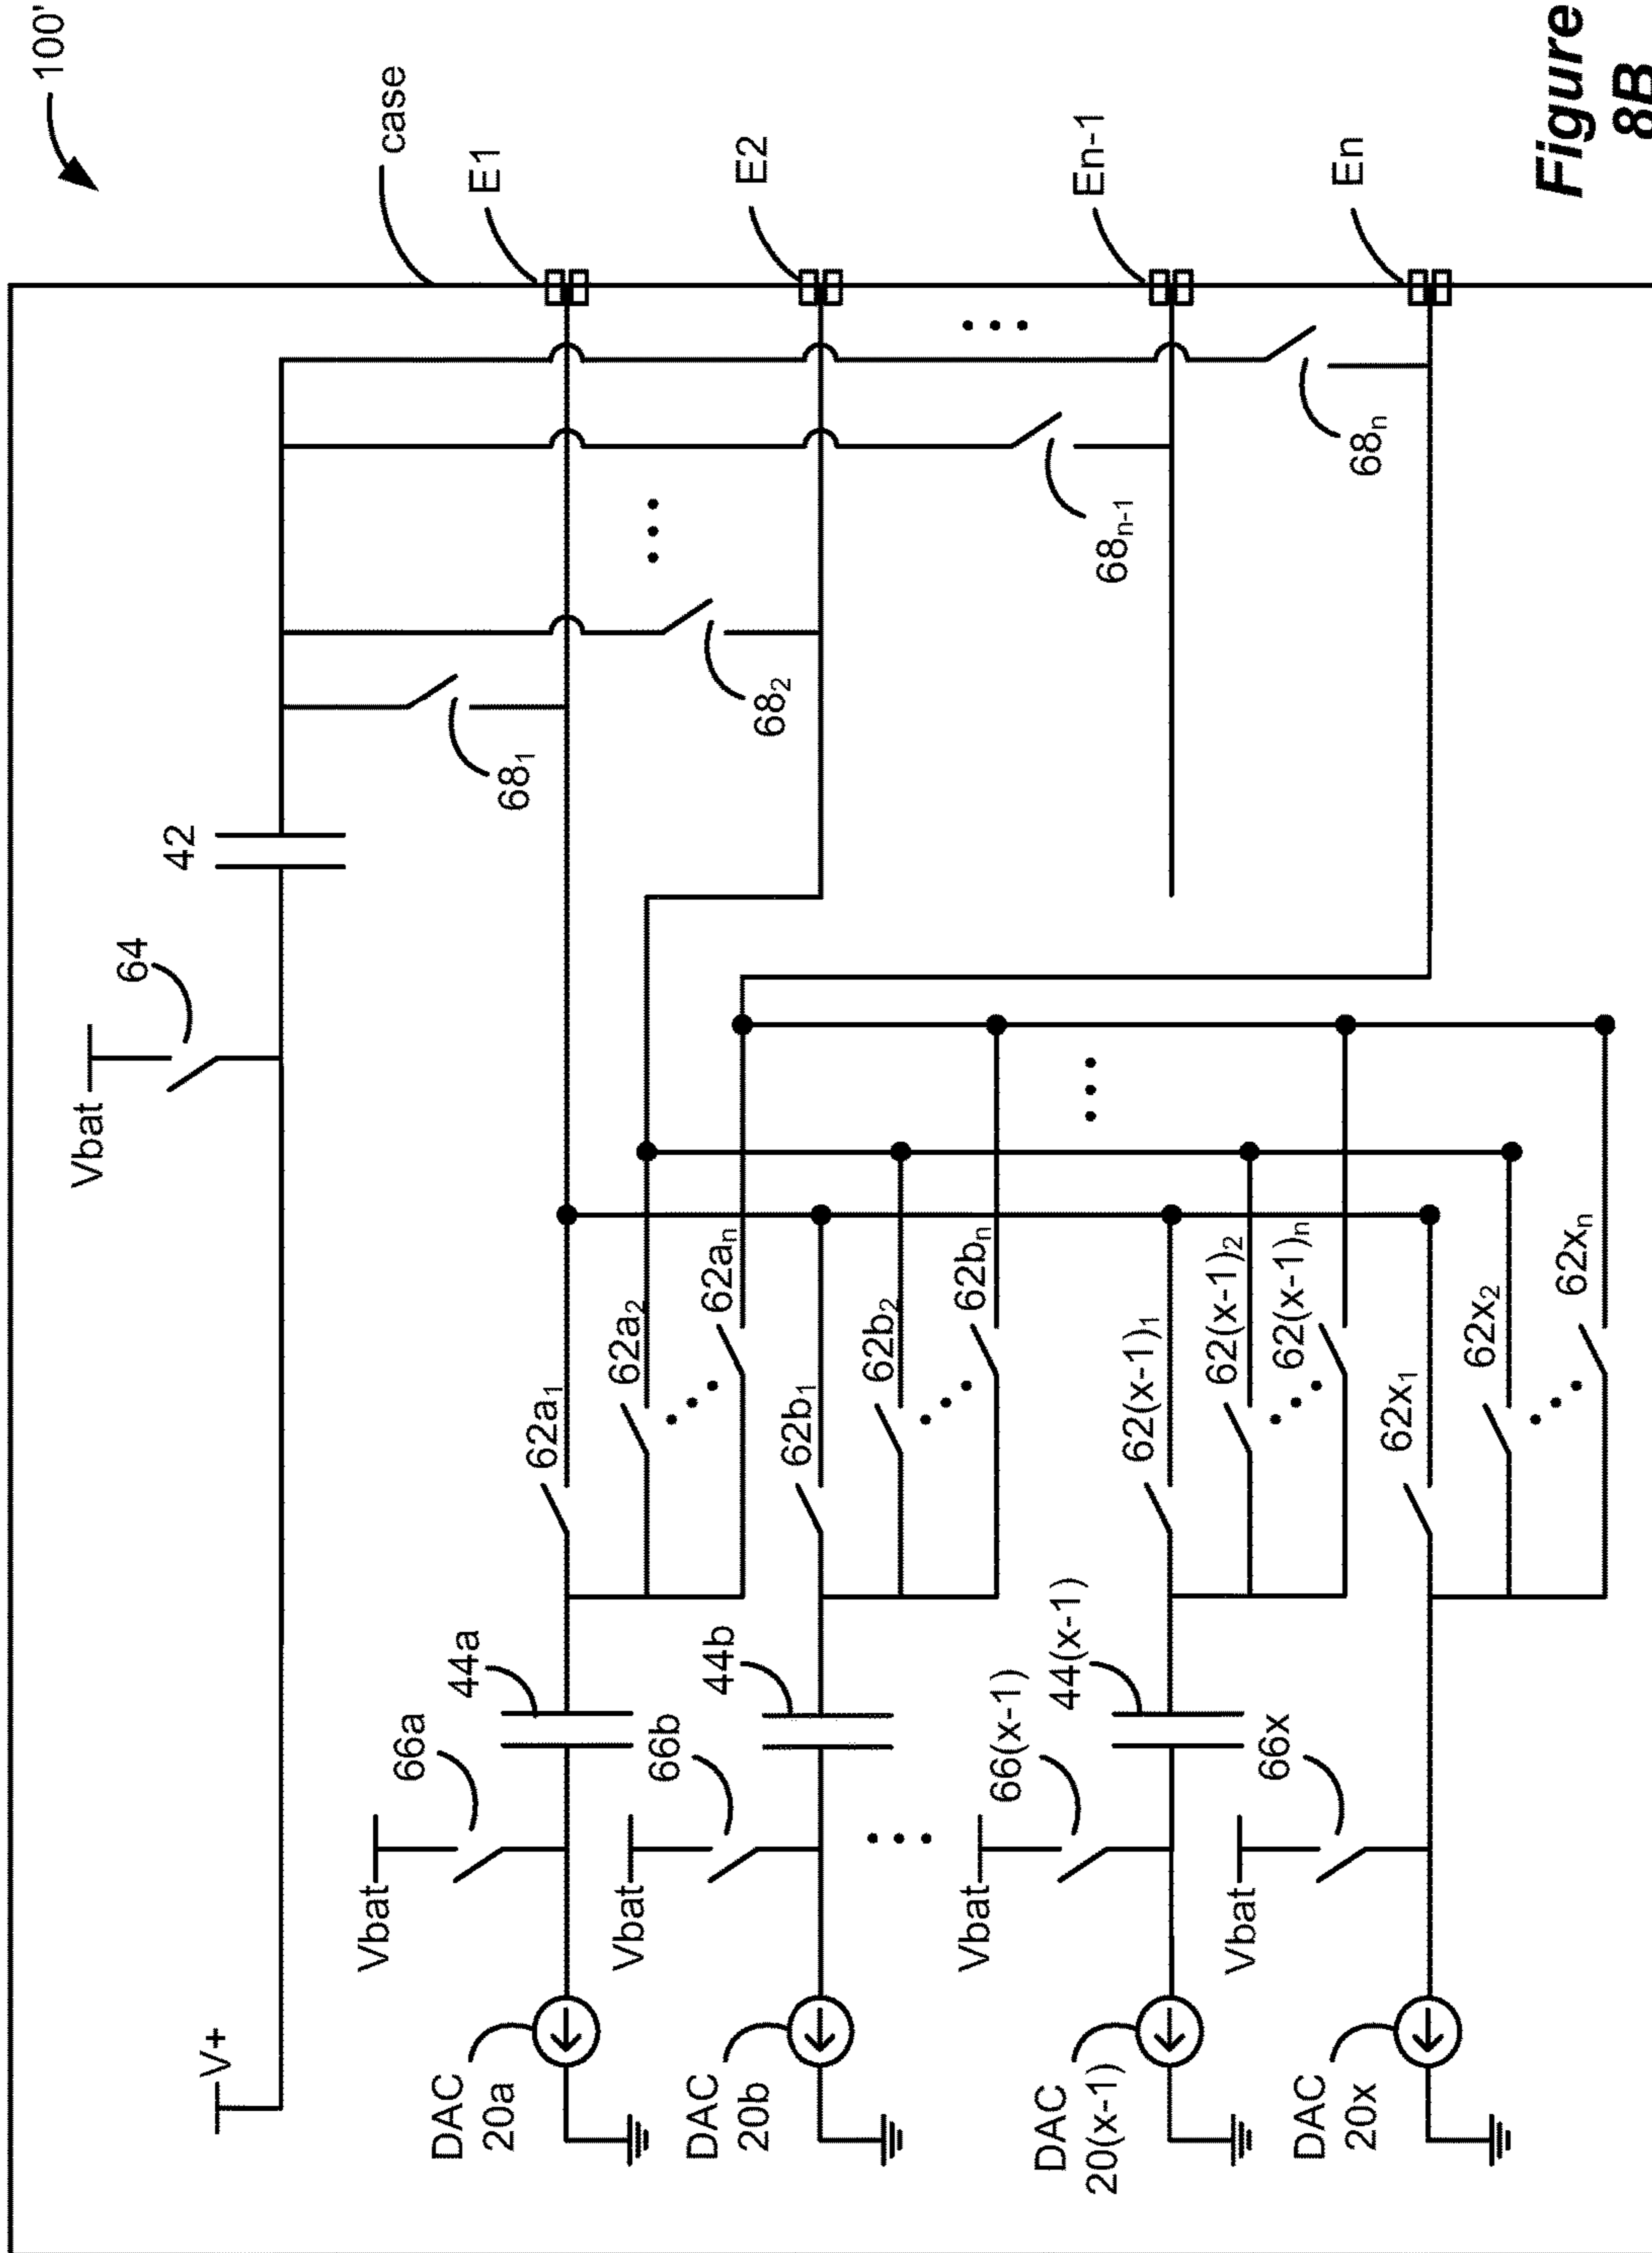 100'
case
V+
Vbat
64
42
68₁
68₂
68ₙ₋₁
68ₙ
E1
E2
En-1
En
DAC
20a
Vbat
66a
44a
62a₁
62a₂
62aₙ
DAC
20b
Vbat
66b
44b
62b₁
62b₂
62bₙ
DAC
20(x-1)
Vbat
66(x-1)
44(x-1)
62(x-1)₁
62(x-1)₂
62(x-1)ₙ
DAC
20x
Vbat
66x
62x₁
62x₂
62xₙ
Figure
8B